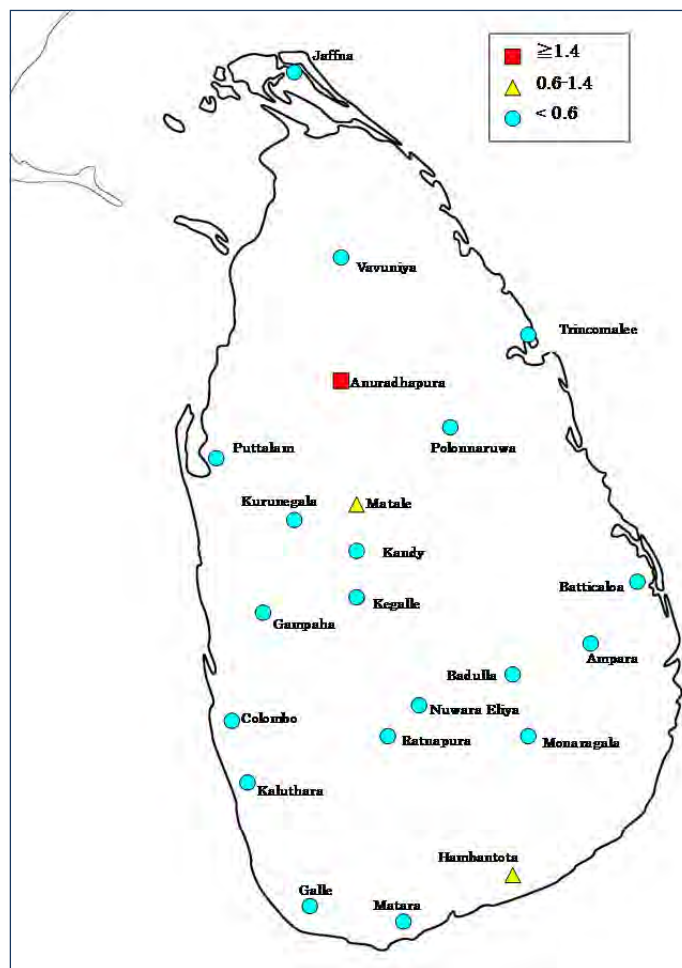 Jaffna
≧1.4
0.6-1.4
< 0.6
Vavuniya
Trincomalee
Anuradhapura
Polonnaruwa
Puttalam
Kurunegala
Matale
Kandy
Batticaloa
Kegalle
Gampaha
Ampara
Badulla
Nuwara Eliya
Colombo
Ratnapura
Monaragala
Kaluthara
Hambantota
Galle
Matara